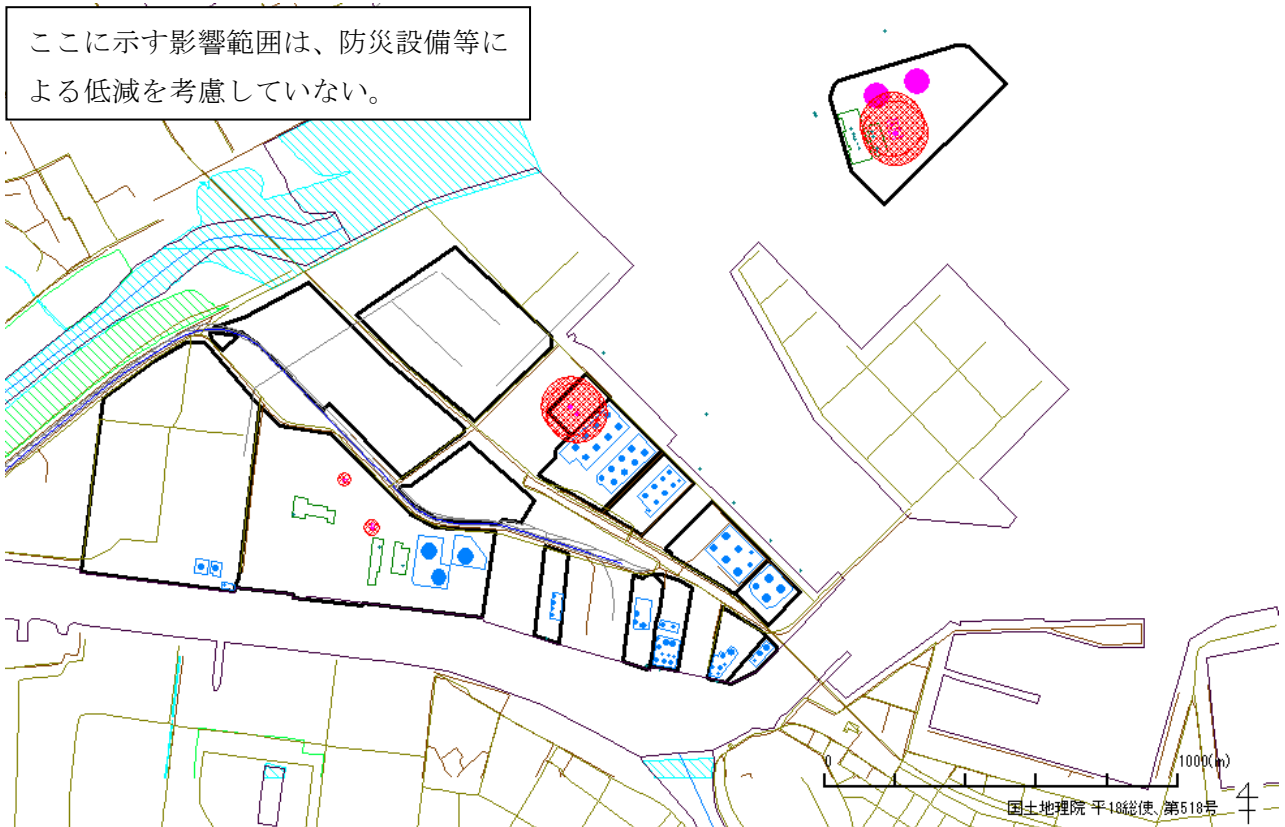 ここに示す影響範囲は、防災設備等に
よる低減を考慮していない。
0 1000(m)
国土地理院 平18総使、第518号